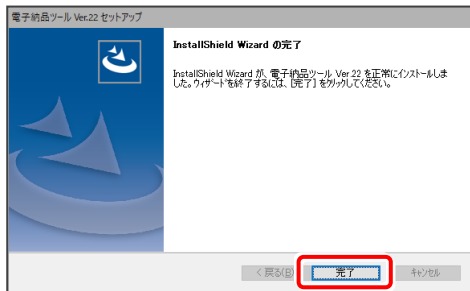 電子納品ツール Ver.22 セットアップ
InstallShield Wizard の完了
InstallShield Wizard が、電子納品ツール Ver.22 を正常にインストールしま
した。ウィザードを終了するには、[完了] をクリックしてください。
< 戻る(B)
完了
キャンセル